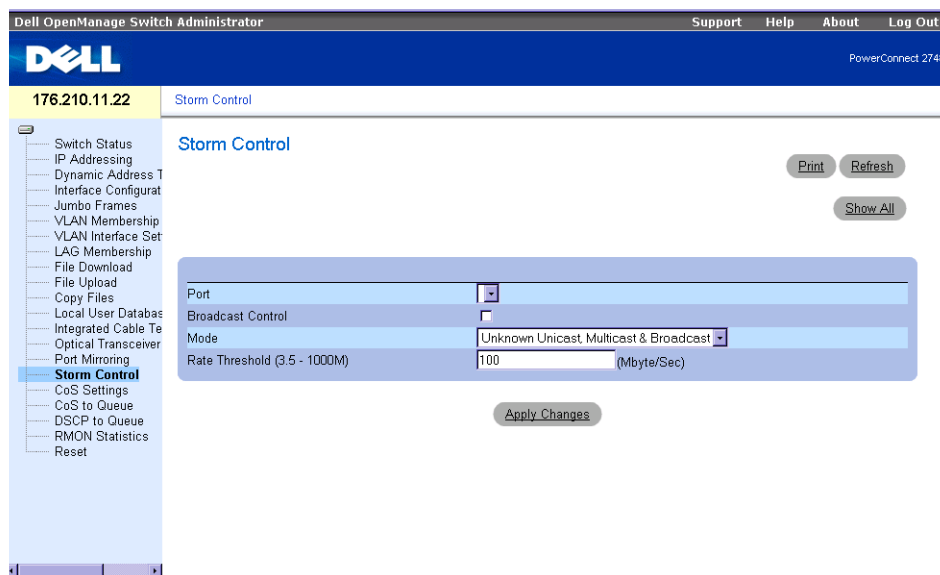 Dell OpenManage Switch Administrator
Support Help About Log Out
DELL
PowerConnect 2748
176.210.11.22
Storm Control
Switch Status
IP Addressing
Dynamic Address T
Interface Configurat
Jumbo Frames
VLAN Membership
VLAN Interface Set
LAG Membership
File Download
File Upload
Copy Files
Local User Databas
Integrated Cable Te
Optical Transceiver
Port Mirroring
Storm Control
CoS Settings
CoS to Queue
DSCP to Queue
RMON Statistics
Reset
Storm Control
Print Refresh
Show All
Port
Broadcast Control
Mode Unknown Unicast, Multicast & Broadcast
Rate Threshold (3.5 - 1000M) 100 (Mbyte/Sec)
Apply Changes